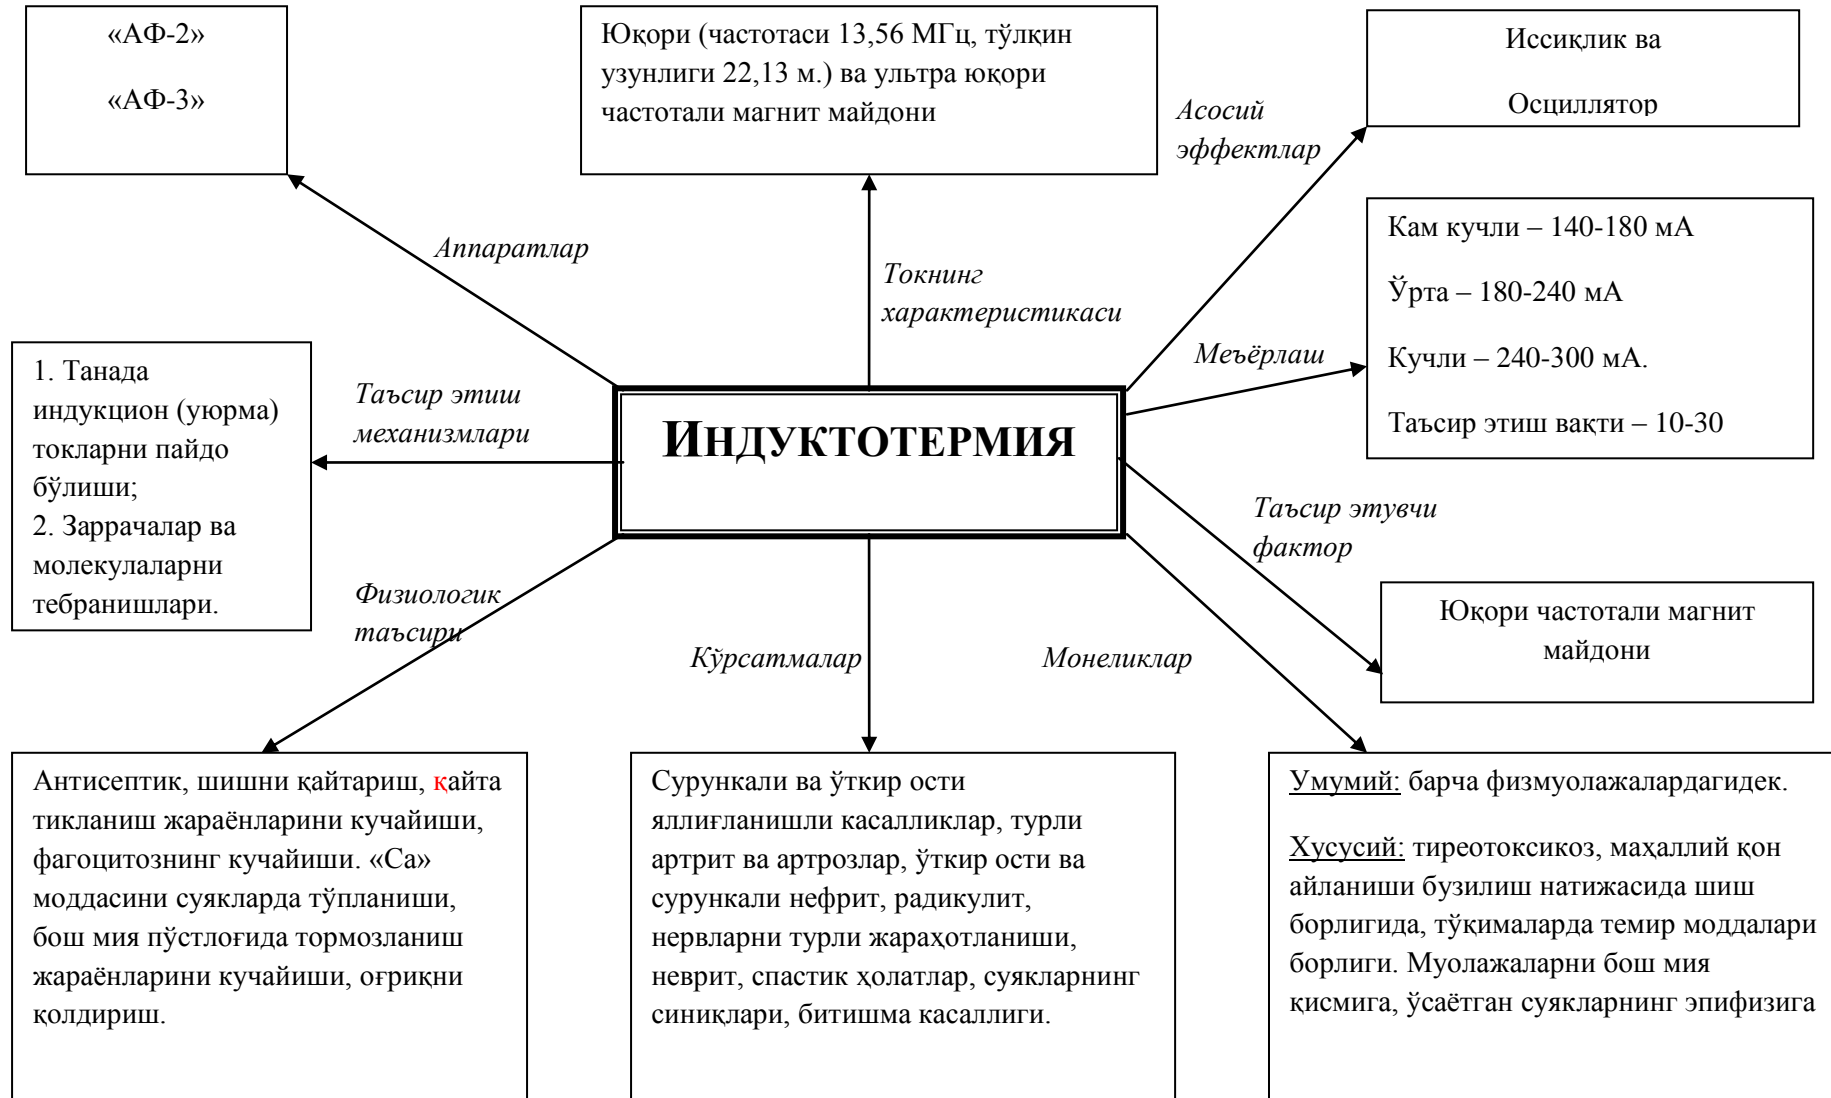 «АФ-2»
«АФ-3»
Юқори (частотаси 13,56 МГц, тўлқин
узунлиги 22,13 м.) ва ультра юқори
частотали магнит майдони
Иссиқлик ва
Осциллятор
Асосий
эффектлар
Аппаратлар
Токнинг
характеристикаси
Кам кучли – 140-180 мА
Ўрта – 180-240 мА
Кучли – 240-300 мА.
Таъсир этиш вақти – 10-30
Меъёрлаш
1. Танада
индукцион (уюрма)
токларни пайдо
бўлиши;
2. Заррачалар ва
молекулаларни
тебранишлари.
Таъсир этиш
механизмлари
ИНДУКТОТЕРМИЯ
Таъсир этувчи
фактор
Юқори частотали магнит
майдони
Физиологик
таъсири
Кўрсатмалар
Монеликлар
Антисептик, шишни қайтариш, қайта
тикланиш жараёнларини кучайиши,
фагоцитознинг кучайиши. «Са»
моддасини суякларда тўпланиши,
бош мия пўстлоғида тормозланиш
жараёнларини кучайиши, оғриқни
қолдириш.
Сурункали ва ўткир ости
яллиғланишли касалликлар, турли
артрит ва артрозлар, ўткир ости ва
сурункали нефрит, радикулит,
нервларни турли жараҳотланиши,
неврит, спастик ҳолатлар, суякларнинг
синиқлари, битишма касаллиги.
Умумий: барча физмуолажалардагидек.
Хусусий: тиреотоксикоз, маҳаллий қон
айланиши бузилиш натижасида шиш
борлигида, тўқималарда темир моддалари
борлиги. Муолажаларни бош мия
қисмига, ўсаётган суякларнинг эпифизига